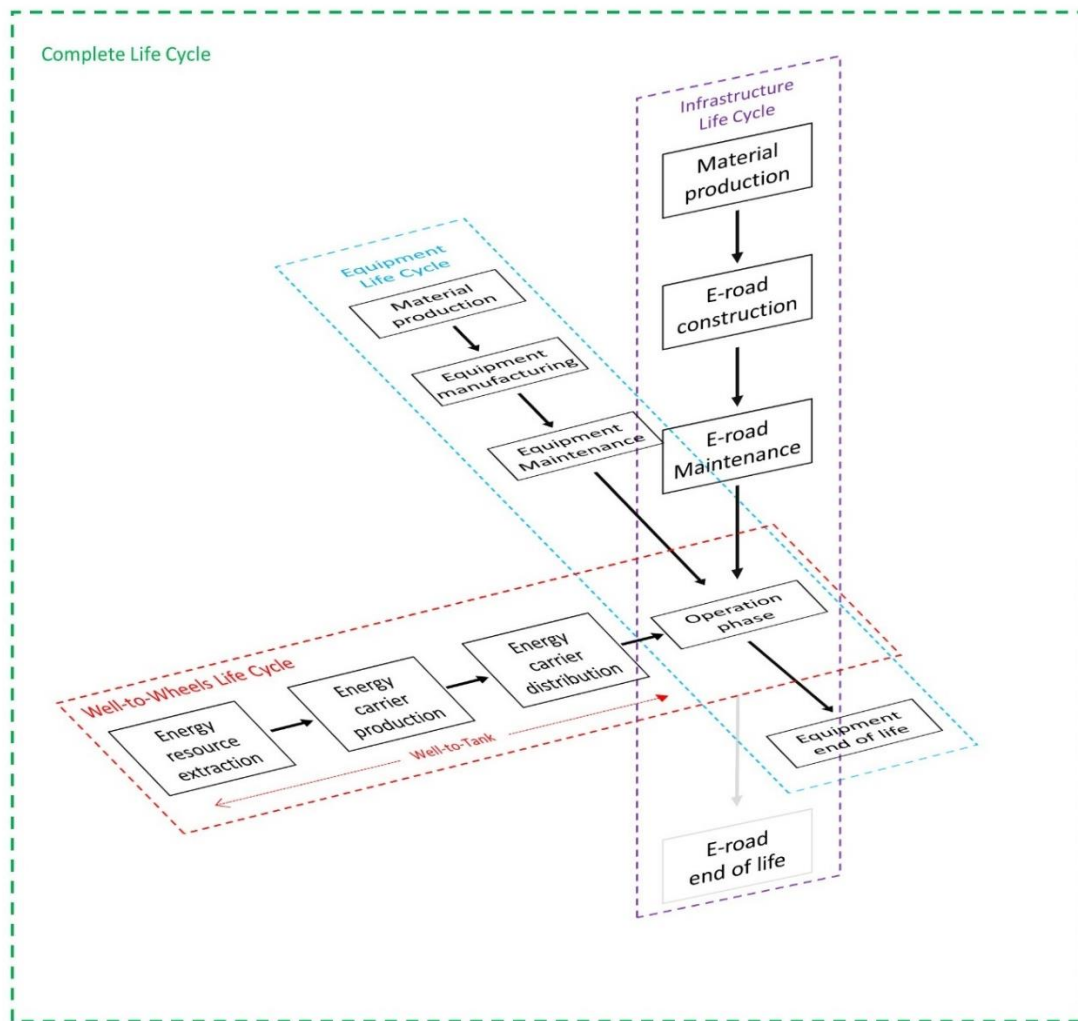 Complete Life Cycle
Infrastructure
Life Cycle
Material
production
E-road
construction
E-road
Maintenance
Equipment
Life Cycle
Material
production
Equipment
manufacturing
Equipment
Maintenance
Operation
phase
Well-to-Wheels Life Cycle
Energy
resource
extraction
Energy
carrier
production
Energy
carrier
distribution
Well-to-Tank
Equipment
end of life
E-road
end of life